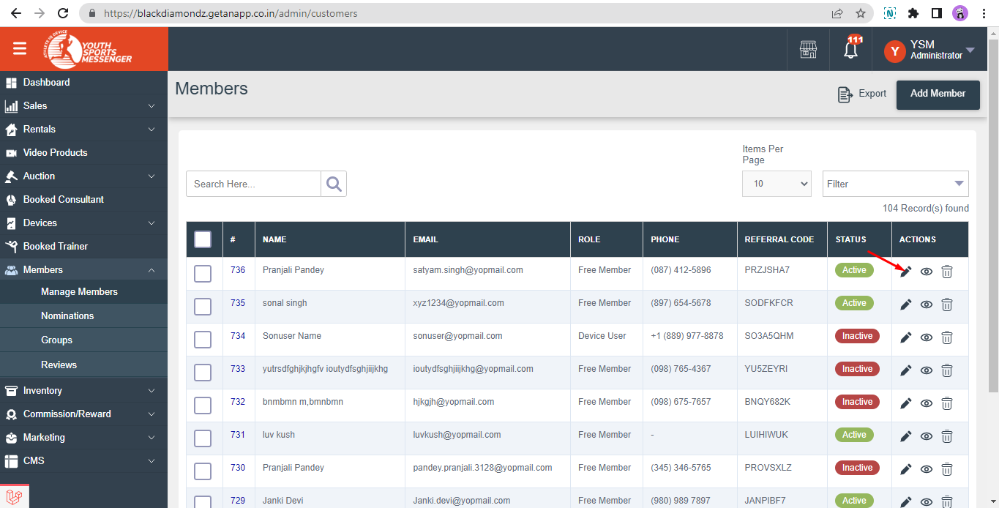 https://blackdiamondz.getanapp.co.in/admin/customers
ATHLETE IQ DEVICE
YOUTH
SPORTS
MESSENGER
111
Y
YSM
Administrator
Dashboard
Sales
Rentals
Video Products
Auction
Booked Consultant
Devices
Booked Trainer
Members
Manage Members
Nominations
Groups
Reviews
Inventory
Commission/Reward
Marketing
CMS
Members
Export
Add Member
Items Per
Page
Search Here...
10
Filter
104 Record(s) found
# NAME EMAIL ROLE PHONE REFERRAL CODE STATUS ACTIONS
736 Pranjali Pandey satyam.singh@yopmail.com Free Member (087) 412-5896 PRZJSHA7 Active
735 sonal singh xyz1234@yopmail.com Free Member (897) 654-5678 SODFKFCR Active
734 Sonuser Name sonuser@yopmail.com Device User +1 (889) 977-8878 SO3A5QHM Inactive
733 yutrsdfghjkjhgfv ioutydfsghjiijkhg ioutydfsghjiijkhg@yopmail.com Free Member (098) 765-4367 YU5ZEYRI Inactive
732 bnmbmn m,bmnbmn hjkgjh@yopmail.com Free Member (098) 675-7657 BNQY682K Inactive
731 luv kush luvkush@yopmail.com Free Member - LUIHIWUK Active
730 Pranjali Pandey pandey.pranjali.3128@yopmail.com Free Member (345) 346-5765 PROVSXLZ Inactive
729 Janki Devi Janki.devi@yopmail.com Free Member (980) 989 7897 JANPIBF7 Active